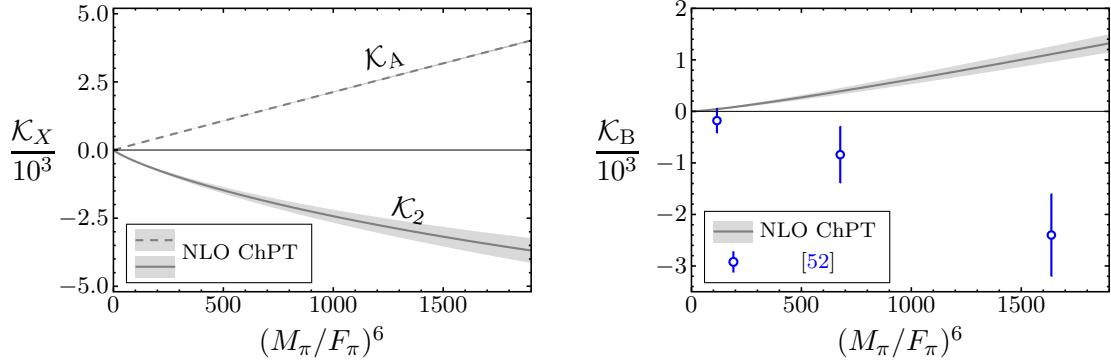 5.0
2.5
0.0
−2.5
−5.0
𝒦_X
10³
𝒦_A
𝒦_2
NLO ChPT
0 500 1000 1500
(M_π/F_π)⁶
2
1
0
−1
−2
−3
𝒦_B
10³
NLO ChPT
[52]
0 500 1000 1500
(M_π/F_π)⁶